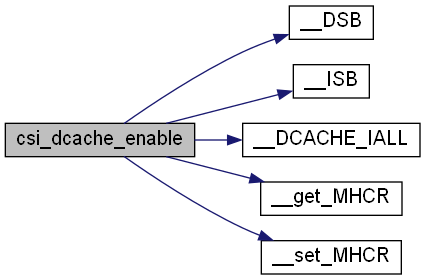 __DSB
__ISB
csi_dcache_enable
__DCACHE_IALL
__get_MHCR
__set_MHCR